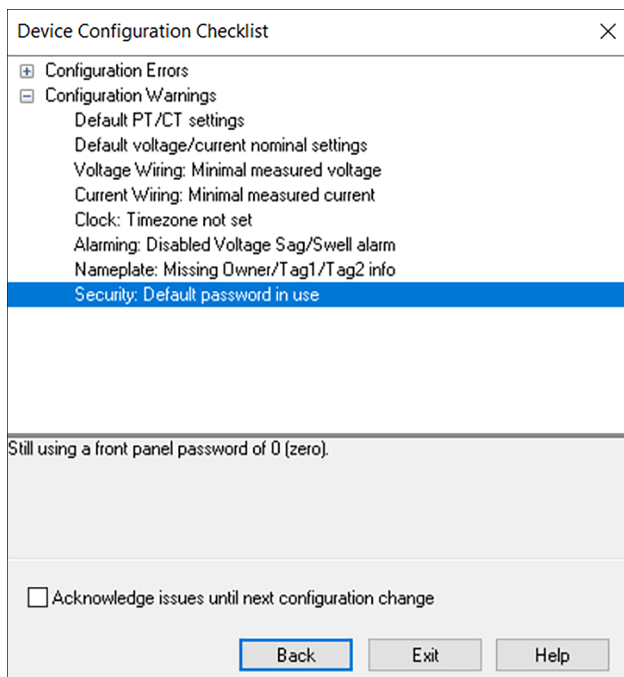 Device Configuration Checklist
Configuration Errors
Configuration Warnings
Default PT/CT settings
Default voltage/current nominal settings
Voltage Wiring: Minimal measured voltage
Current Wiring: Minimal measured current
Clock: Timezone not set
Alarming: Disabled Voltage Sag/Swell alarm
Nameplate: Missing Owner/Tag1/Tag2 info
Security: Default password in use
Still using a front panel password of 0 (zero).
Acknowledge issues until next configuration change
Back Exit Help